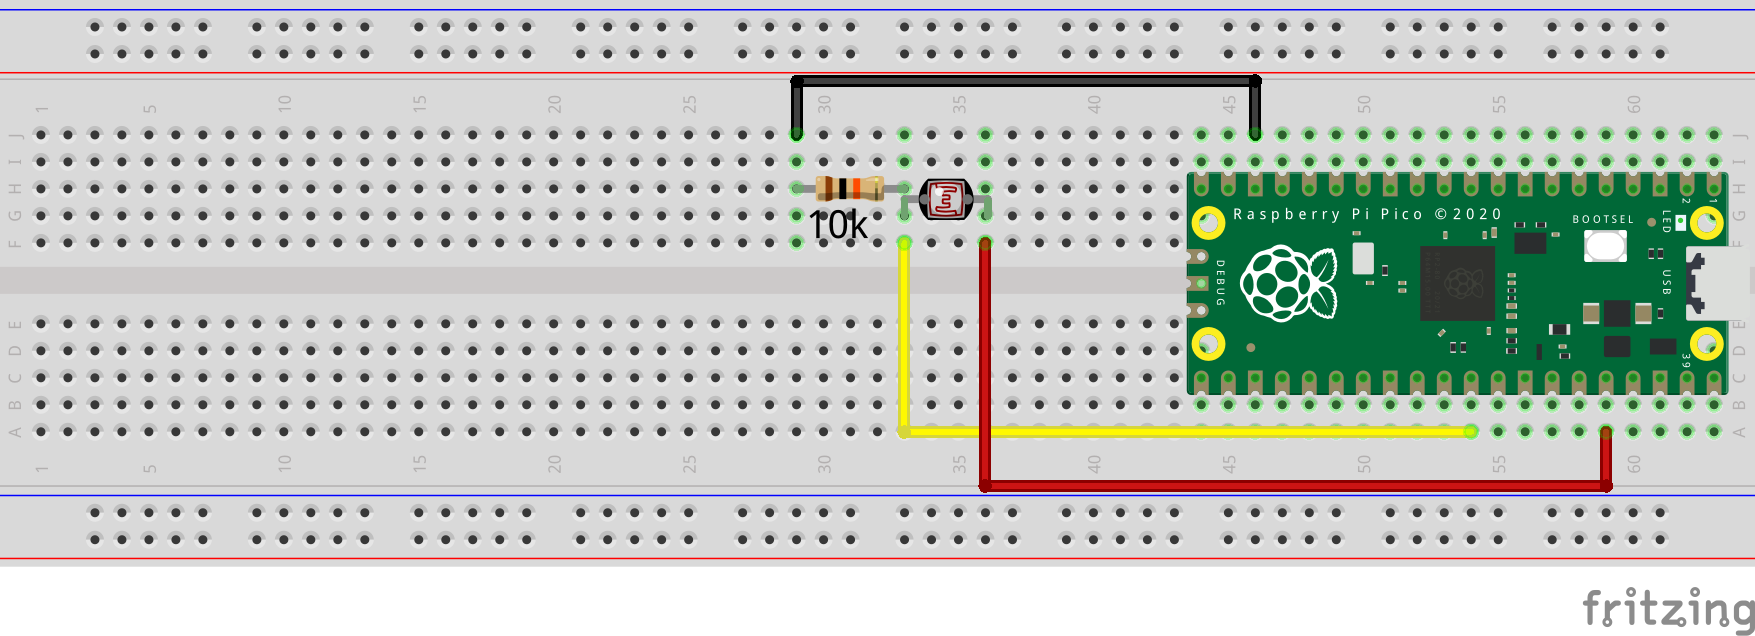 1 5 10 15 20 25 30 35 40 45 50 55 60
J J
I I
H H
G G
F
10k
Raspberry Pi Pico ©2020
BOOTSEL
LED
2
1
DEBUG
USB
39
E E
D D
C C
B B
A A
1 5 10 15 20 25 30 35 40 45 50 55 60
fritzing